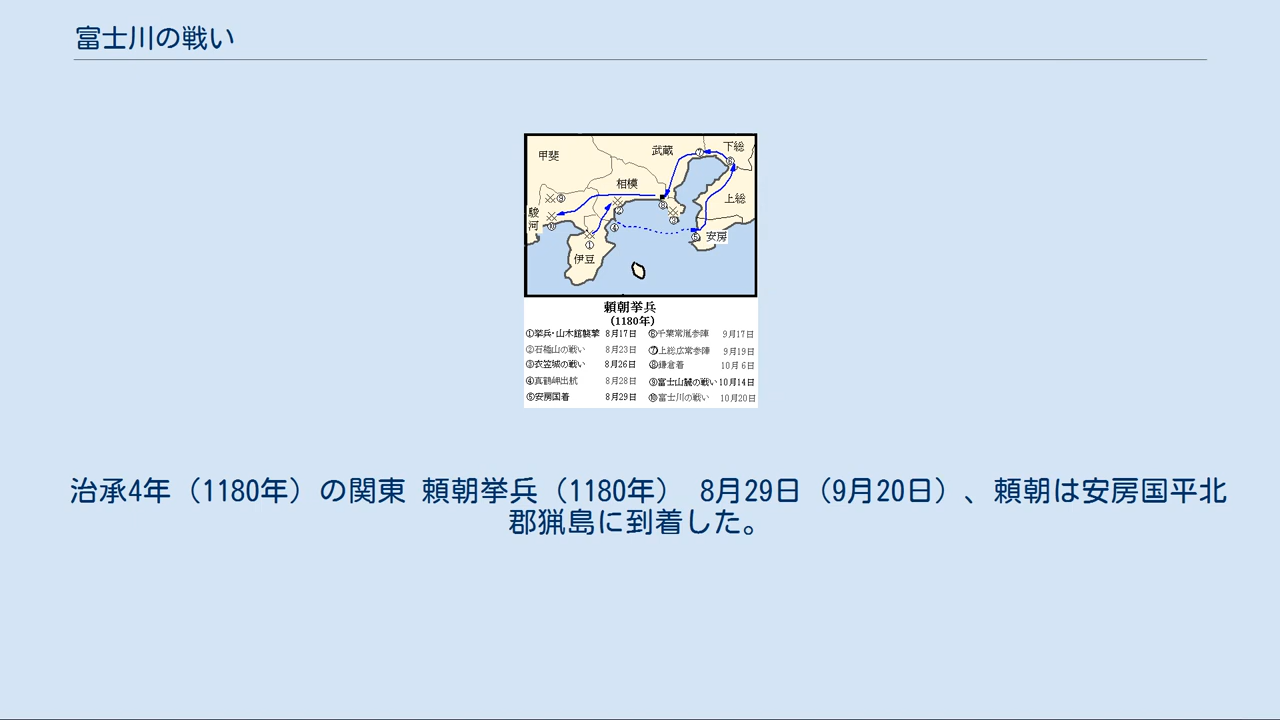 富士川の戦い
甲斐
武蔵
下総
相模
上総
⑦
⑥
⑨
②
⑧
③
駿河
⑩
④
⑤
安房
①
伊豆
頼朝挙兵
(1180年)
①挙兵・山木館襲撃 8月17日 ⑥千葉常胤参陣 9月17日
②石橋山の戦い 8月23日 ⑦上総広常参陣 9月19日
③衣笠城の戦い 8月26日 ⑧鎌倉着 10月6日
④真鶴岬出航 8月28日 ⑨富士山麓の戦い 10月14日
⑤安房国着 8月29日 ⑩富士川の戦い 10月20日
治承4年（1180年）の関東 頼朝挙兵（1180年） 8月29日（9月20日）、頼朝は安房国平北
郡猟島に到着した。